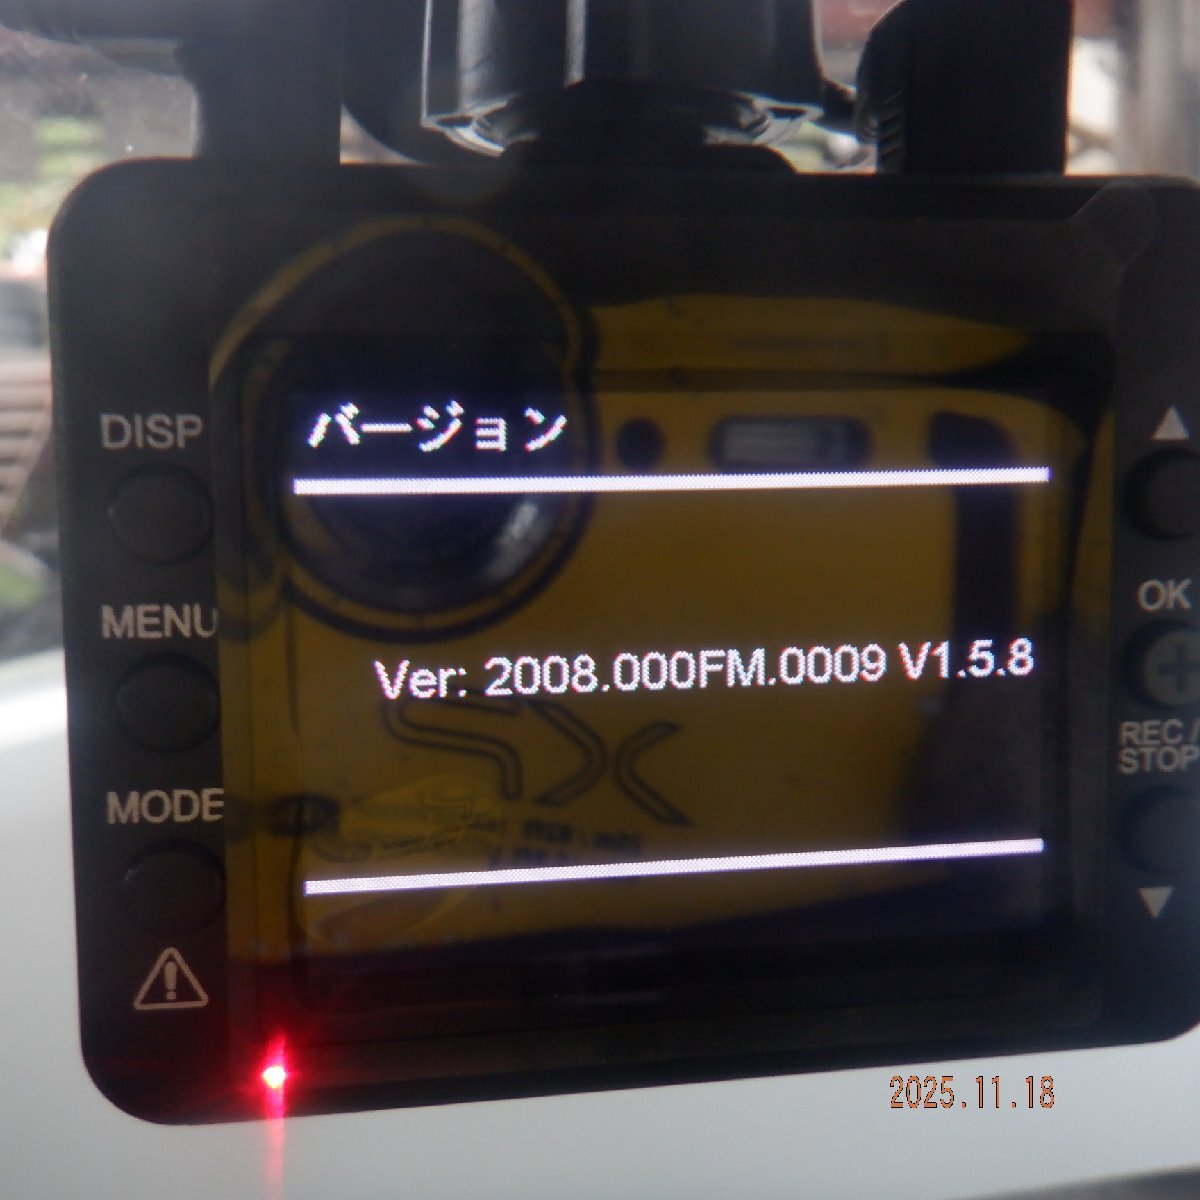 DISP
バージョン
OK
MENU
Ver: 2008.000FM.0009 V1.5.8
REC/
STOP
MODE
2025.11.18